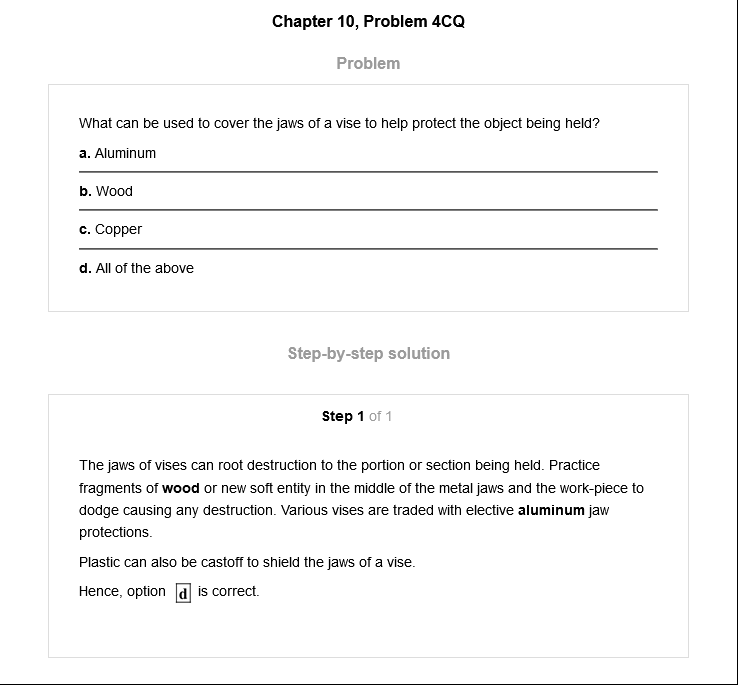 Chapter 10, Problem 4CQ
Problem
What can be used to cover the jaws of a vise to help protect the object being held?
a. Aluminum
b. Wood
c. Copper
d. All of the above
Step-by-step solution
Step 1 of 1
The jaws of vises can root destruction to the portion or section being held. Practice
fragments of wood or new soft entity in the middle of the metal jaws and the work-piece to
dodge causing any destruction. Various vises are traded with elective aluminum jaw
protections.
Plastic can also be castoff to shield the jaws of a vise.
Hence, option d is correct.